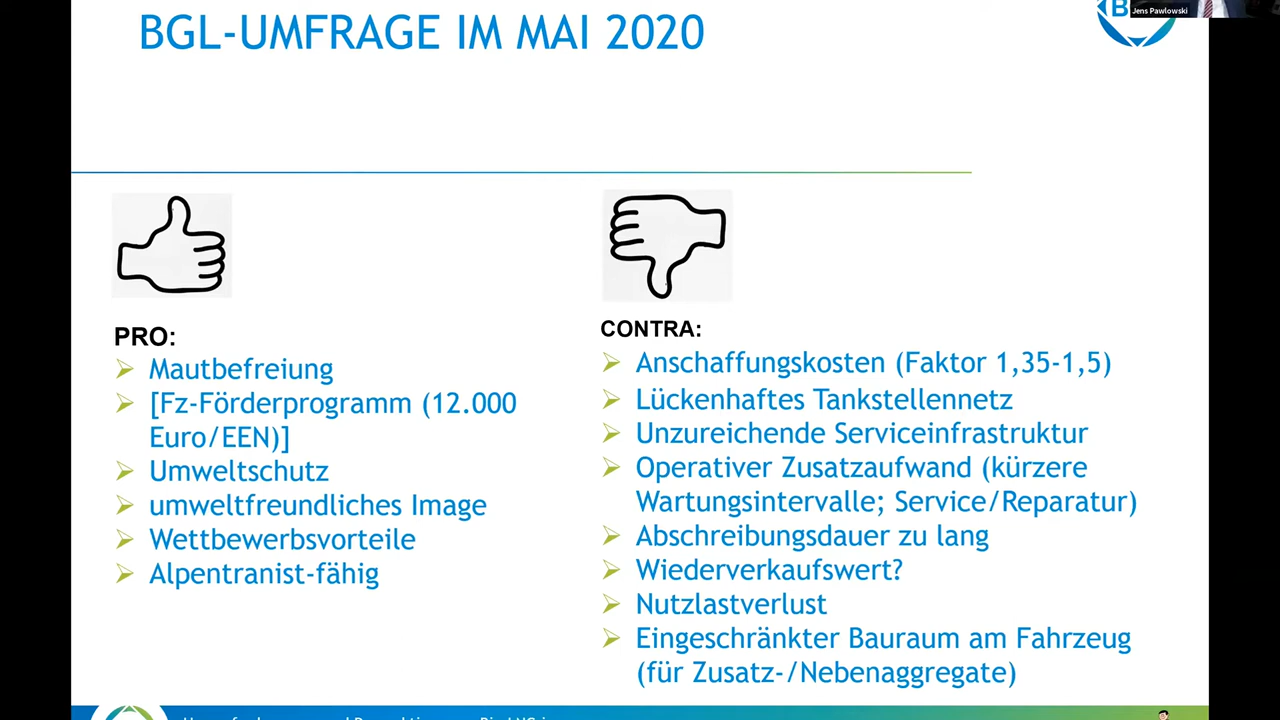 BGL-UMFRAGE IM MAI 2020
B
Jens Pawlowski
PRO:
Mautbefreiung
[Fz-Förderprogramm (12.000
Euro/EEN)]
Umweltschutz
umweltfreundliches Image
Wettbewerbsvorteile
Alpentranist-fähig
CONTRA:
Anschaffungskosten (Faktor 1,35-1,5)
Lückenhaftes Tankstellennetz
Unzureichende Serviceinfrastruktur
Operativer Zusatzaufwand (kürzere
Wartungsintervalle; Service/Reparatur)
Abschreibungsdauer zu lang
Wiederverkaufswert?
Nutzlastverlust
Eingeschränkter Bauraum am Fahrzeug
(für Zusatz-/Nebenaggregate)